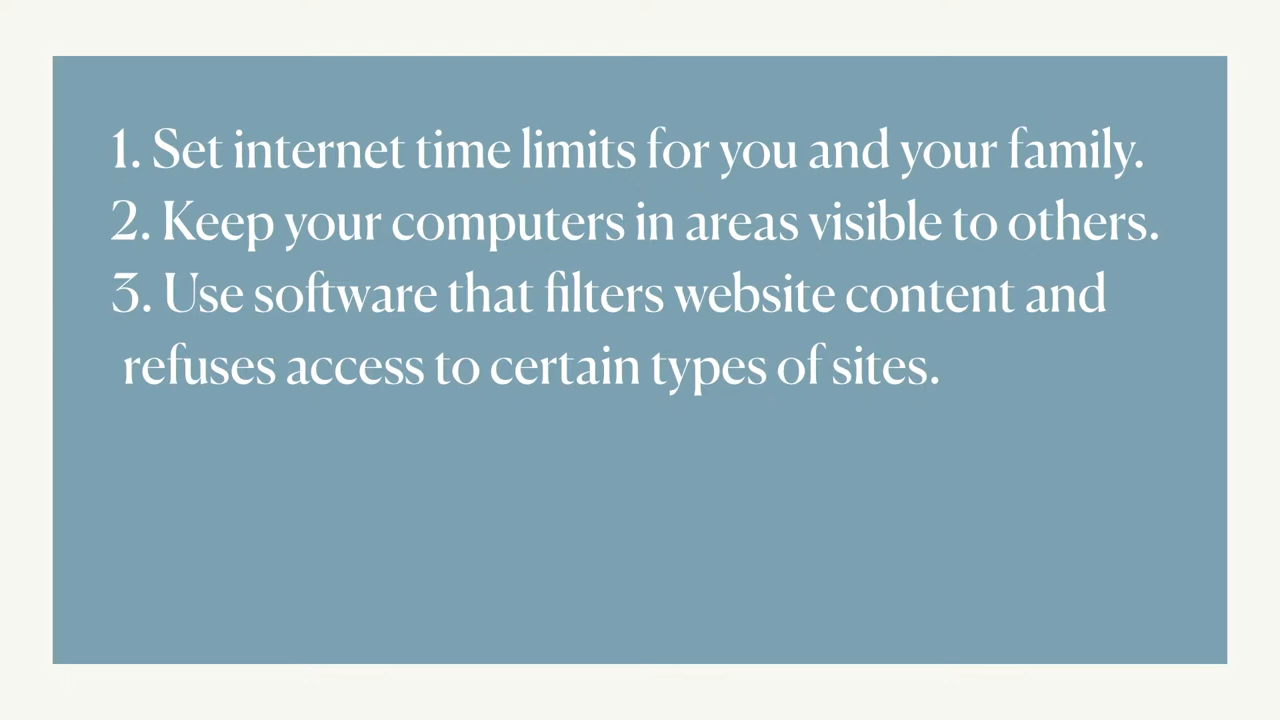 1. Set internet time limits for you and your family.
2. Keep your computers in areas visible to others.
3. Use software that filters website content and
refuses access to certain types of sites.